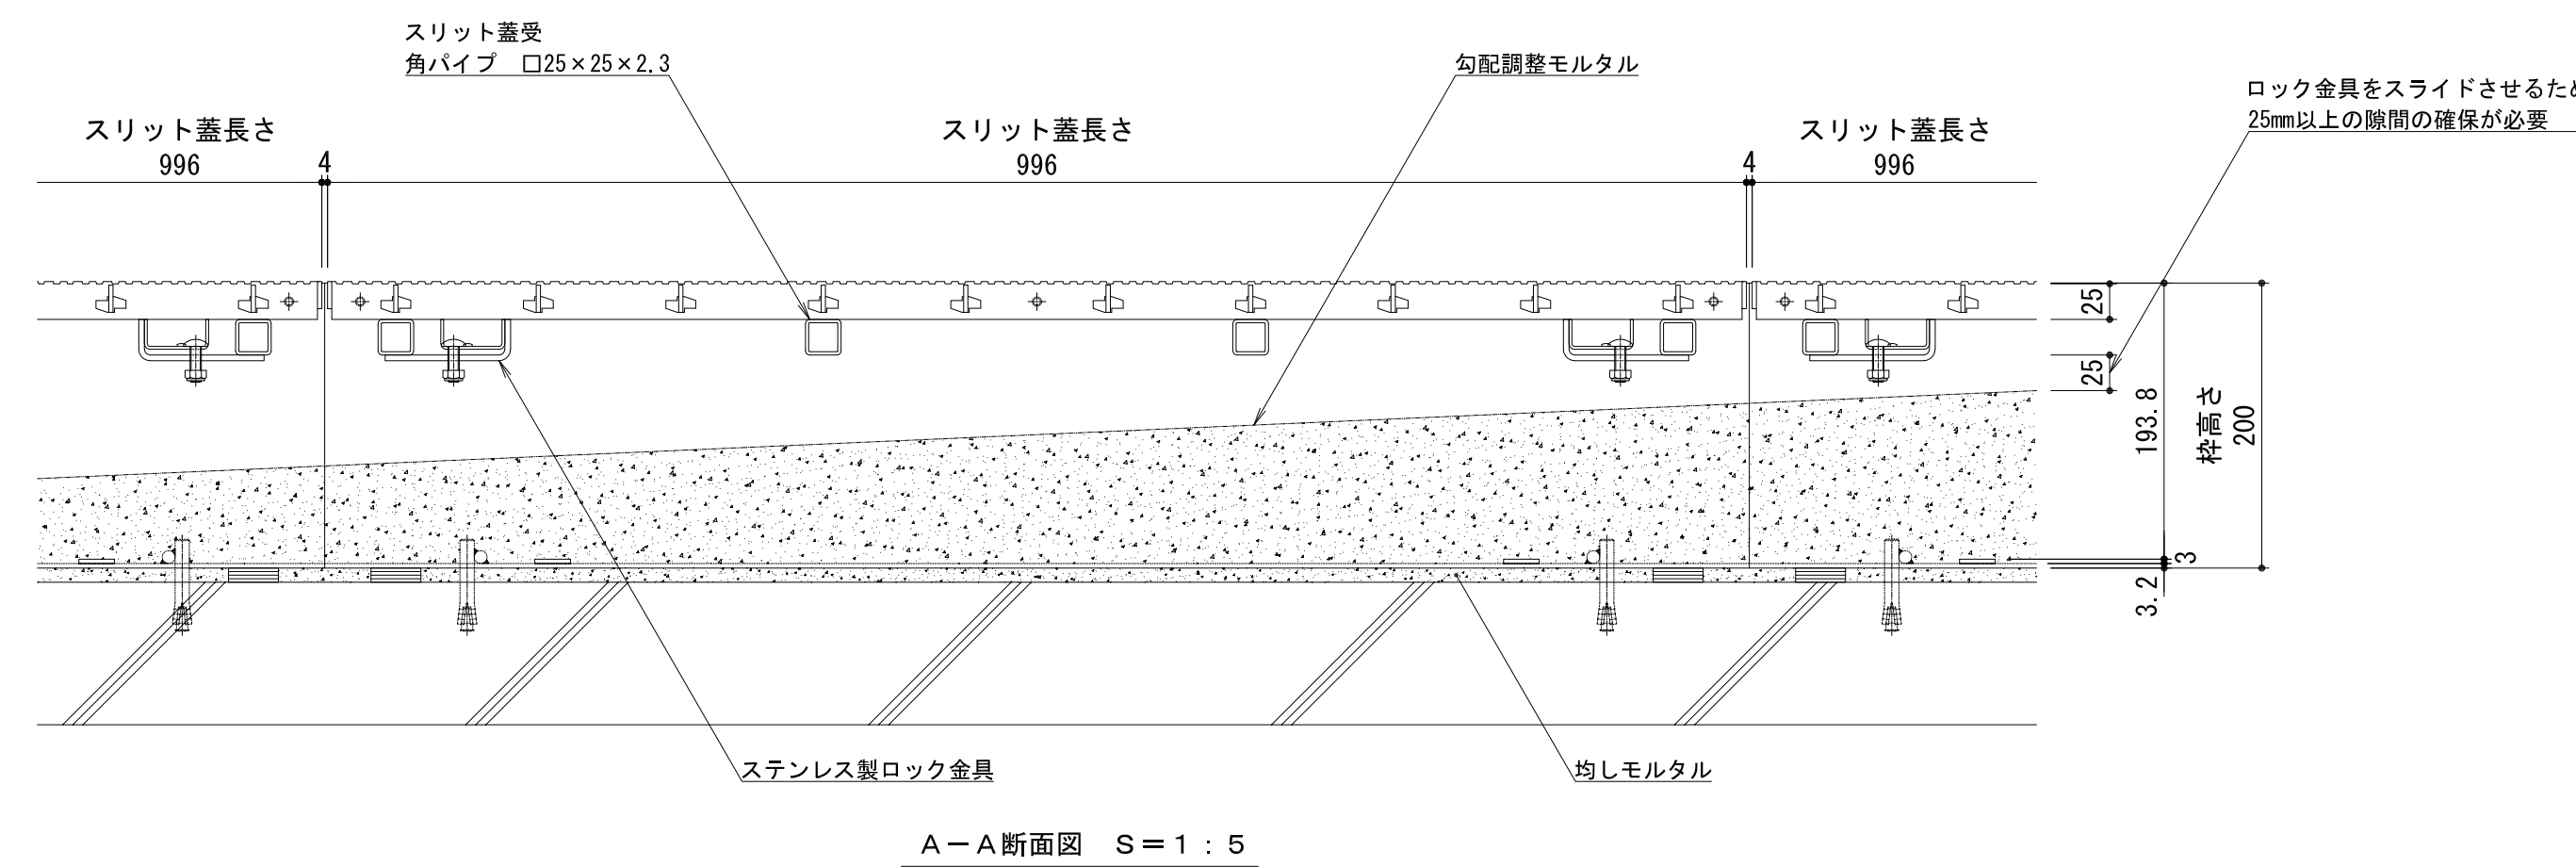 スリット蓋受
角パイプ　口25×25×2.3
勾配調整モルタル
ロック金具をスライドさせるため
25mm以上の隙間の確保が必要
スリット蓋長さ
996
4
スリット蓋長さ
996
4
スリット蓋長さ
996
25
25
193.8
3
3.2
枠高さ
200
ステンレス製ロック金具
均しモルタル
A－A断面図　S＝1：5